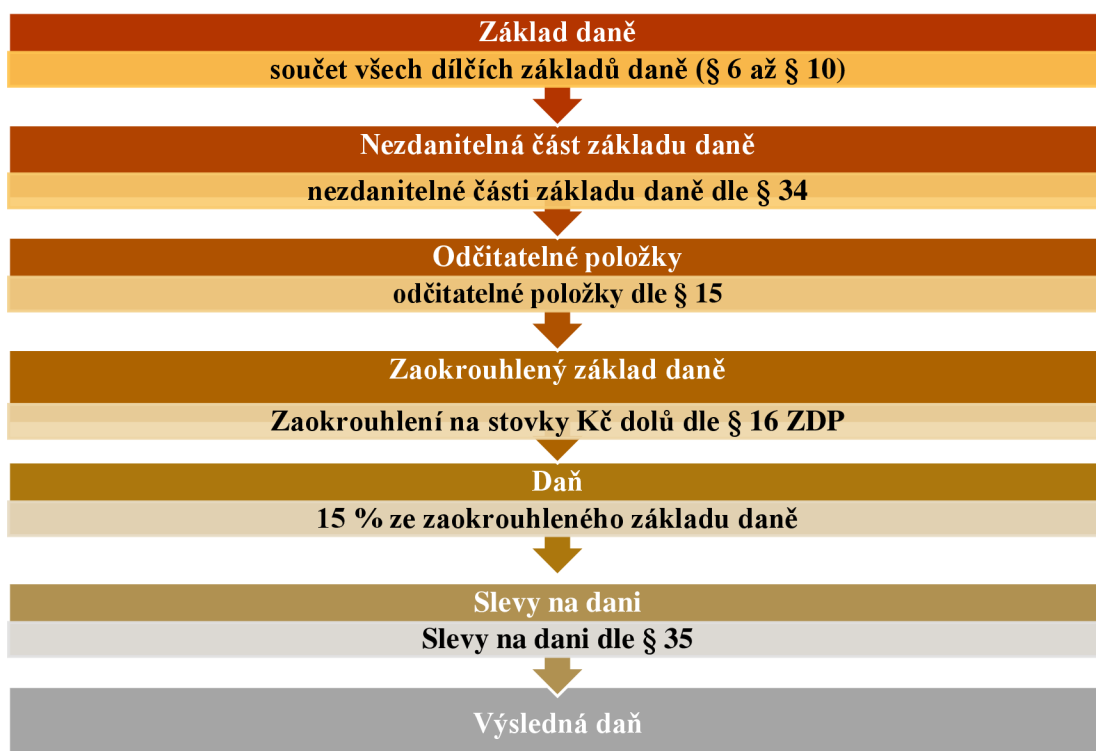 Základ daně
součet všech dílčích základů daně (§ 6 až § 10)
Nezdanitelná část základu daně
nezdanitelné části základu daně dle § 34
Odčitatelné položky
odčitatelné položky dle § 15
Zaokrouhlený základ daně
Zaokrouhlení na stovky Kč dolů dle § 16 ZDP
Daň
15 % ze zaokrouhleného základu daně
Slevy na dani
Slevy na dani dle § 35
Výsledná daň